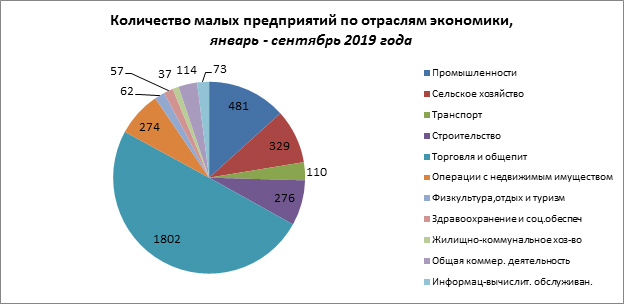 Количество малых предприятий по отраслям экономики,
январь - сентябрь 2019 года
57
37
114
73
62
481
274
329
110
276
1802
Промышленности
Сельское хозяйство
Транспорт
Строительство
Торговля и общепит
Операции с недвижимым имуществом
Физкультура,отдых и туризм
Здравоохранение и соц.обеспеч
Жилищно-коммунальное хоз-во
Общая коммер. деятельность
Информац-вычислит. обслуживан.